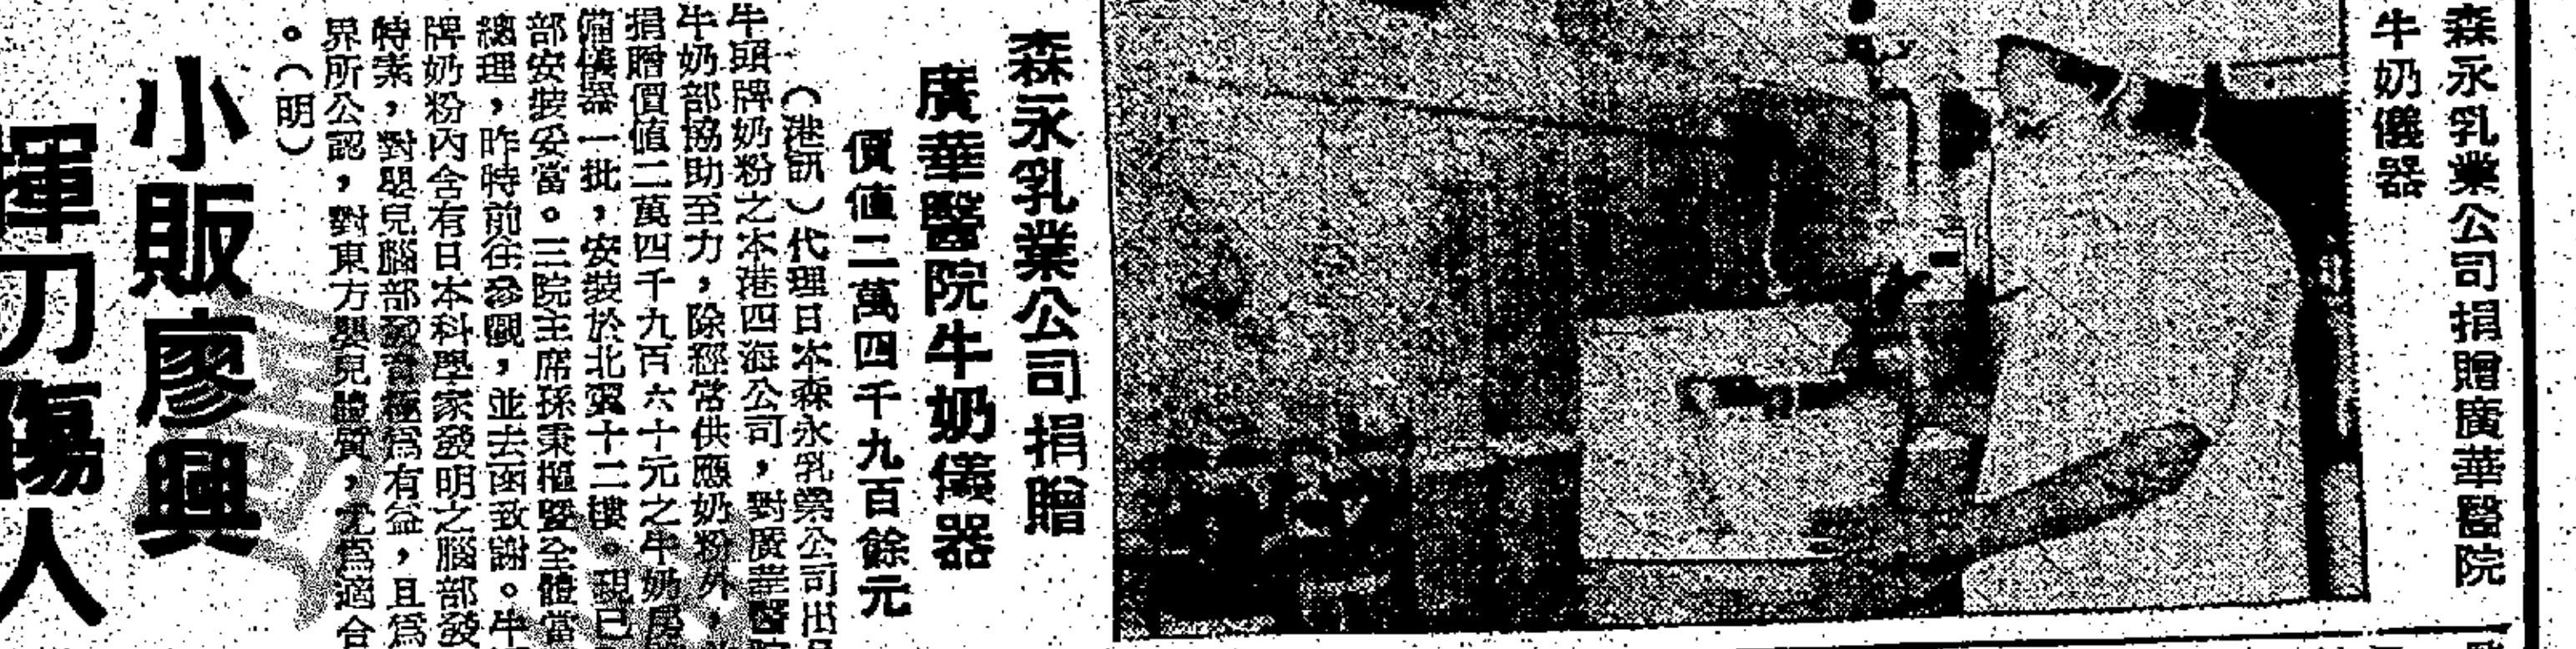 森永乳業公司捐贈廣華醫院
牛奶儀器
森永乳業公司捐贈
廣華醫院牛奶儀器
價值二萬四千九百餘元
（港訊）代理日本森永乳業公司出品
牛頭牌奶粉之本港四海公司，對廣華醫院
牛奶部協助至力，除經常供應奶粉外，
捐贈價值二萬四千九百六十元之牛奶房
備儀器一批，安裝於北翼十二樓。現已
部安裝妥當。三院主席孫秉樞暨全體當
總理，昨特前往參觀，並去函致謝。牛
牌奶粉內含有日本科學家發明之腦部發
特素，對嬰兒腦部發育極為有益，且為
界所公認，對東方嬰兒體質，尤為適合
。（明）
小販廖興
揮刀傷人